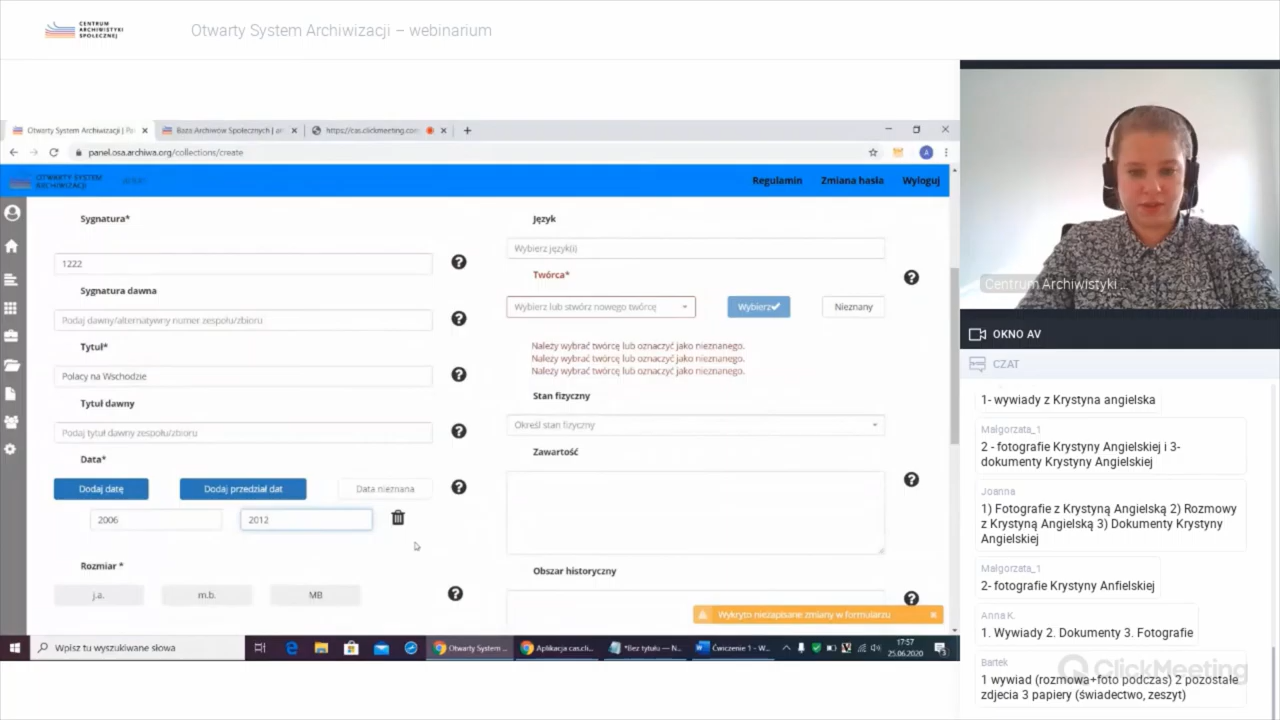 CENTRUM
ARCHIWISTYKI
SPOŁECZNEJ
Otwarty System Archiwizacji – webinarium
Otwarty System Archiwizacji | Pa
Baza Archiwów Społecznych | ar
https://cas.clickmeeting.com
panel.osa.archiwa.org/collections/create
OTWARTY SYSTEM
ARCHIWIZACJI
Regulamin
Zmiana hasła
Wyloguj
Sygnatura*
1222
Sygnatura dawna
Podaj dawny/alternatywny numer zespołu/zbioru
Tytuł*
Polacy na Wschodzie
Tytuł dawny
Podaj tytuł dawny zespołu/zbioru
Data*
Dodaj datę
Dodaj przedział dat
Data nieznana
2006
2012
Rozmiar *
j.a.
m.b.
MB
Język
Wybierz język(i)
Twórca*
Wybierz lub stwórz nowego twórcę
Wybierz
Nieznany
Należy wybrać twórcę lub oznaczyć jako nieznanego.
Należy wybrać twórcę lub oznaczyć jako nieznanego.
Należy wybrać twórcę lub oznaczyć jako nieznanego.
Stan fizyczny
Określ stan fizyczny
Zawartość
Obszar historyczny
Wykryto niezapisane zmiany w formularzu
Wpisz tu wyszukiwane słowa
Otwarty System ...
Aplikacja cas.cli...
*Bez tytułu — N...
Ćwiczenie 1 - W...
17:57
25.06.2020
Centrum Archiwistyki ...
OKNO AV
CZAT
1- wywiady z Krystyna angielska
Małgorzata_1
2 - fotografie Krystyny Angielskiej i 3-
dokumenty Krystyny Angielskiej
Joanna
1) Fotografie z Krystyną Angielską 2) Rozmowy
z Krystyną Angielską 3) Dokumenty Krystyny
Angielskiej
Małgorzata_1
2- fotografie Krystyny Anfielskiej
Anna K.
1. Wywiady 2. Dokumenty 3. Fotografie
Bartek
1 wywiad (rozmowa+foto podczas) 2 pozostałe
zdjecia 3 papiery (świadectwo, zeszyt)
ClickMeeting